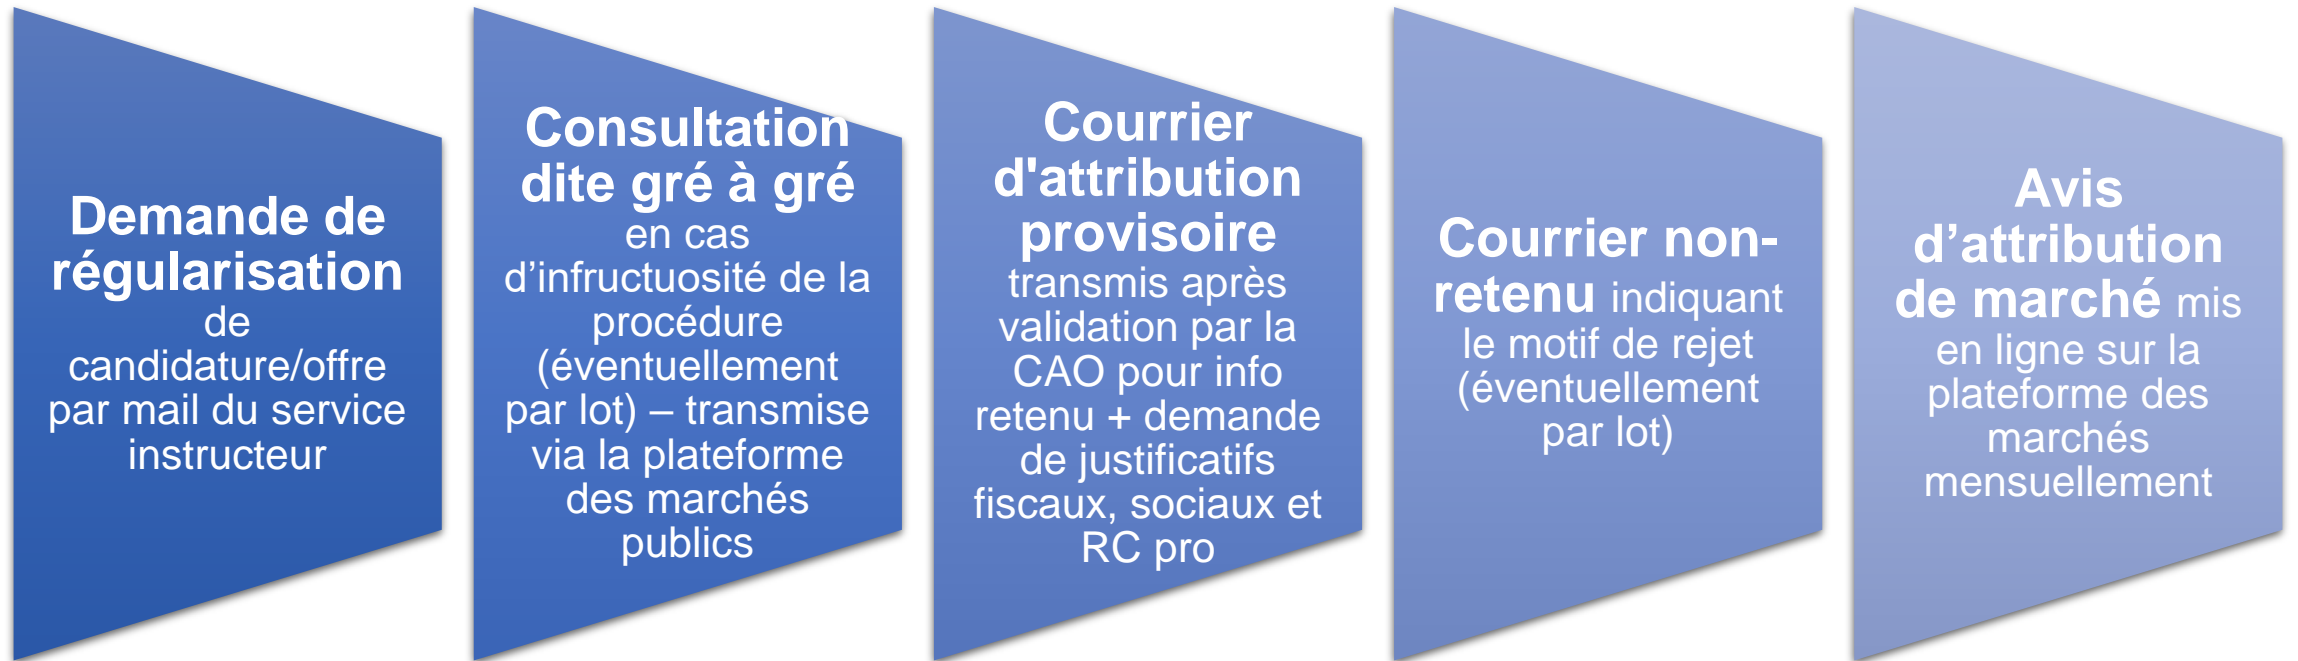 Demande de
régularisation
de
candidature/offre
par mail du service
instructeur
Consultation
dite gré à gré
en cas
d’infructuosité de la
procédure
(éventuellement
par lot) – transmise
via la plateforme
des marchés
publics
Courrier
d'attribution
provisoire
transmis après
validation par la
CAO pour info
retenu + demande
de justificatifs
fiscaux, sociaux et
RC pro
Courrier non-
retenu indiquant
le motif de rejet
(éventuellement
par lot)
Avis
d’attribution
de marché mis
en ligne sur la
plateforme des
marchés
mensuellement